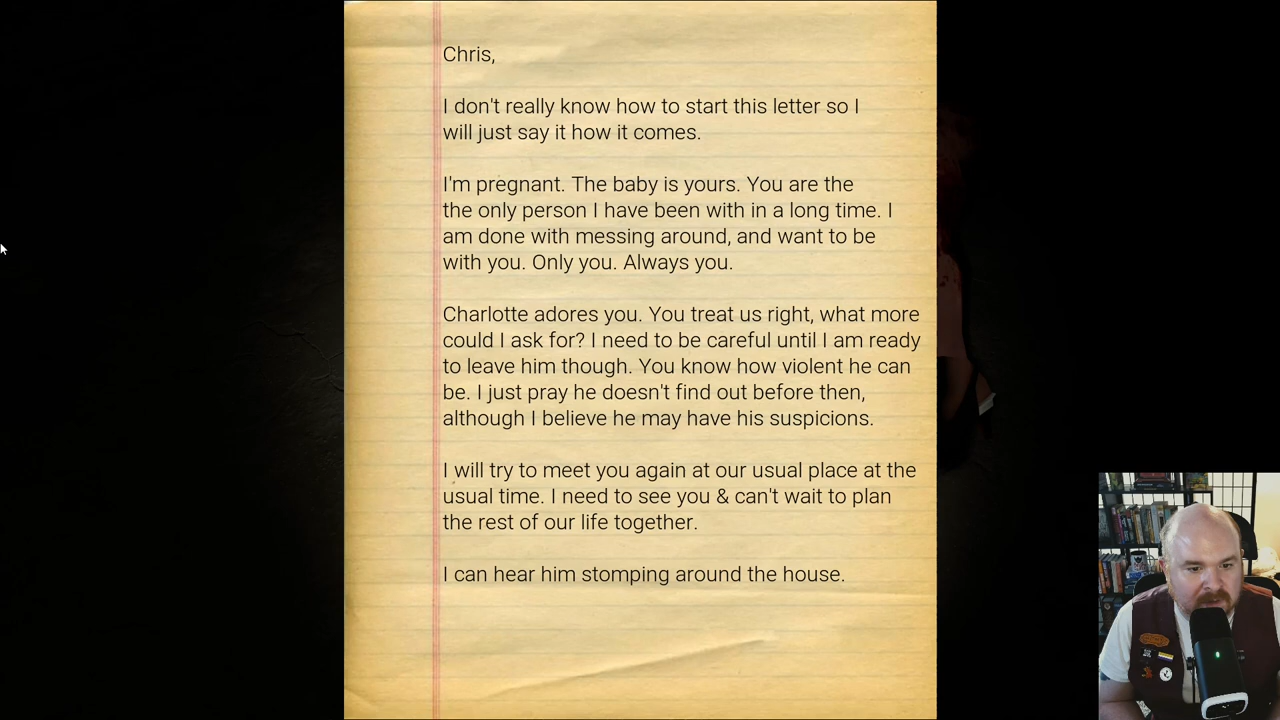 Chris,
I don't really know how to start this letter so I
will just say it how it comes.
I'm pregnant. The baby is yours. You are the
the only person I have been with in a long time. I
am done with messing around, and want to be
with you. Only you. Always you.
Charlotte adores you. You treat us right, what more
could I ask for? I need to be careful until I am ready
to leave him though. You know how violent he can
be. I just pray he doesn't find out before then,
although I believe he may have his suspicions.
I will try to meet you again at our usual place at the
usual time. I need to see you & can't wait to plan
the rest of our life together.
I can hear him stomping around the house.